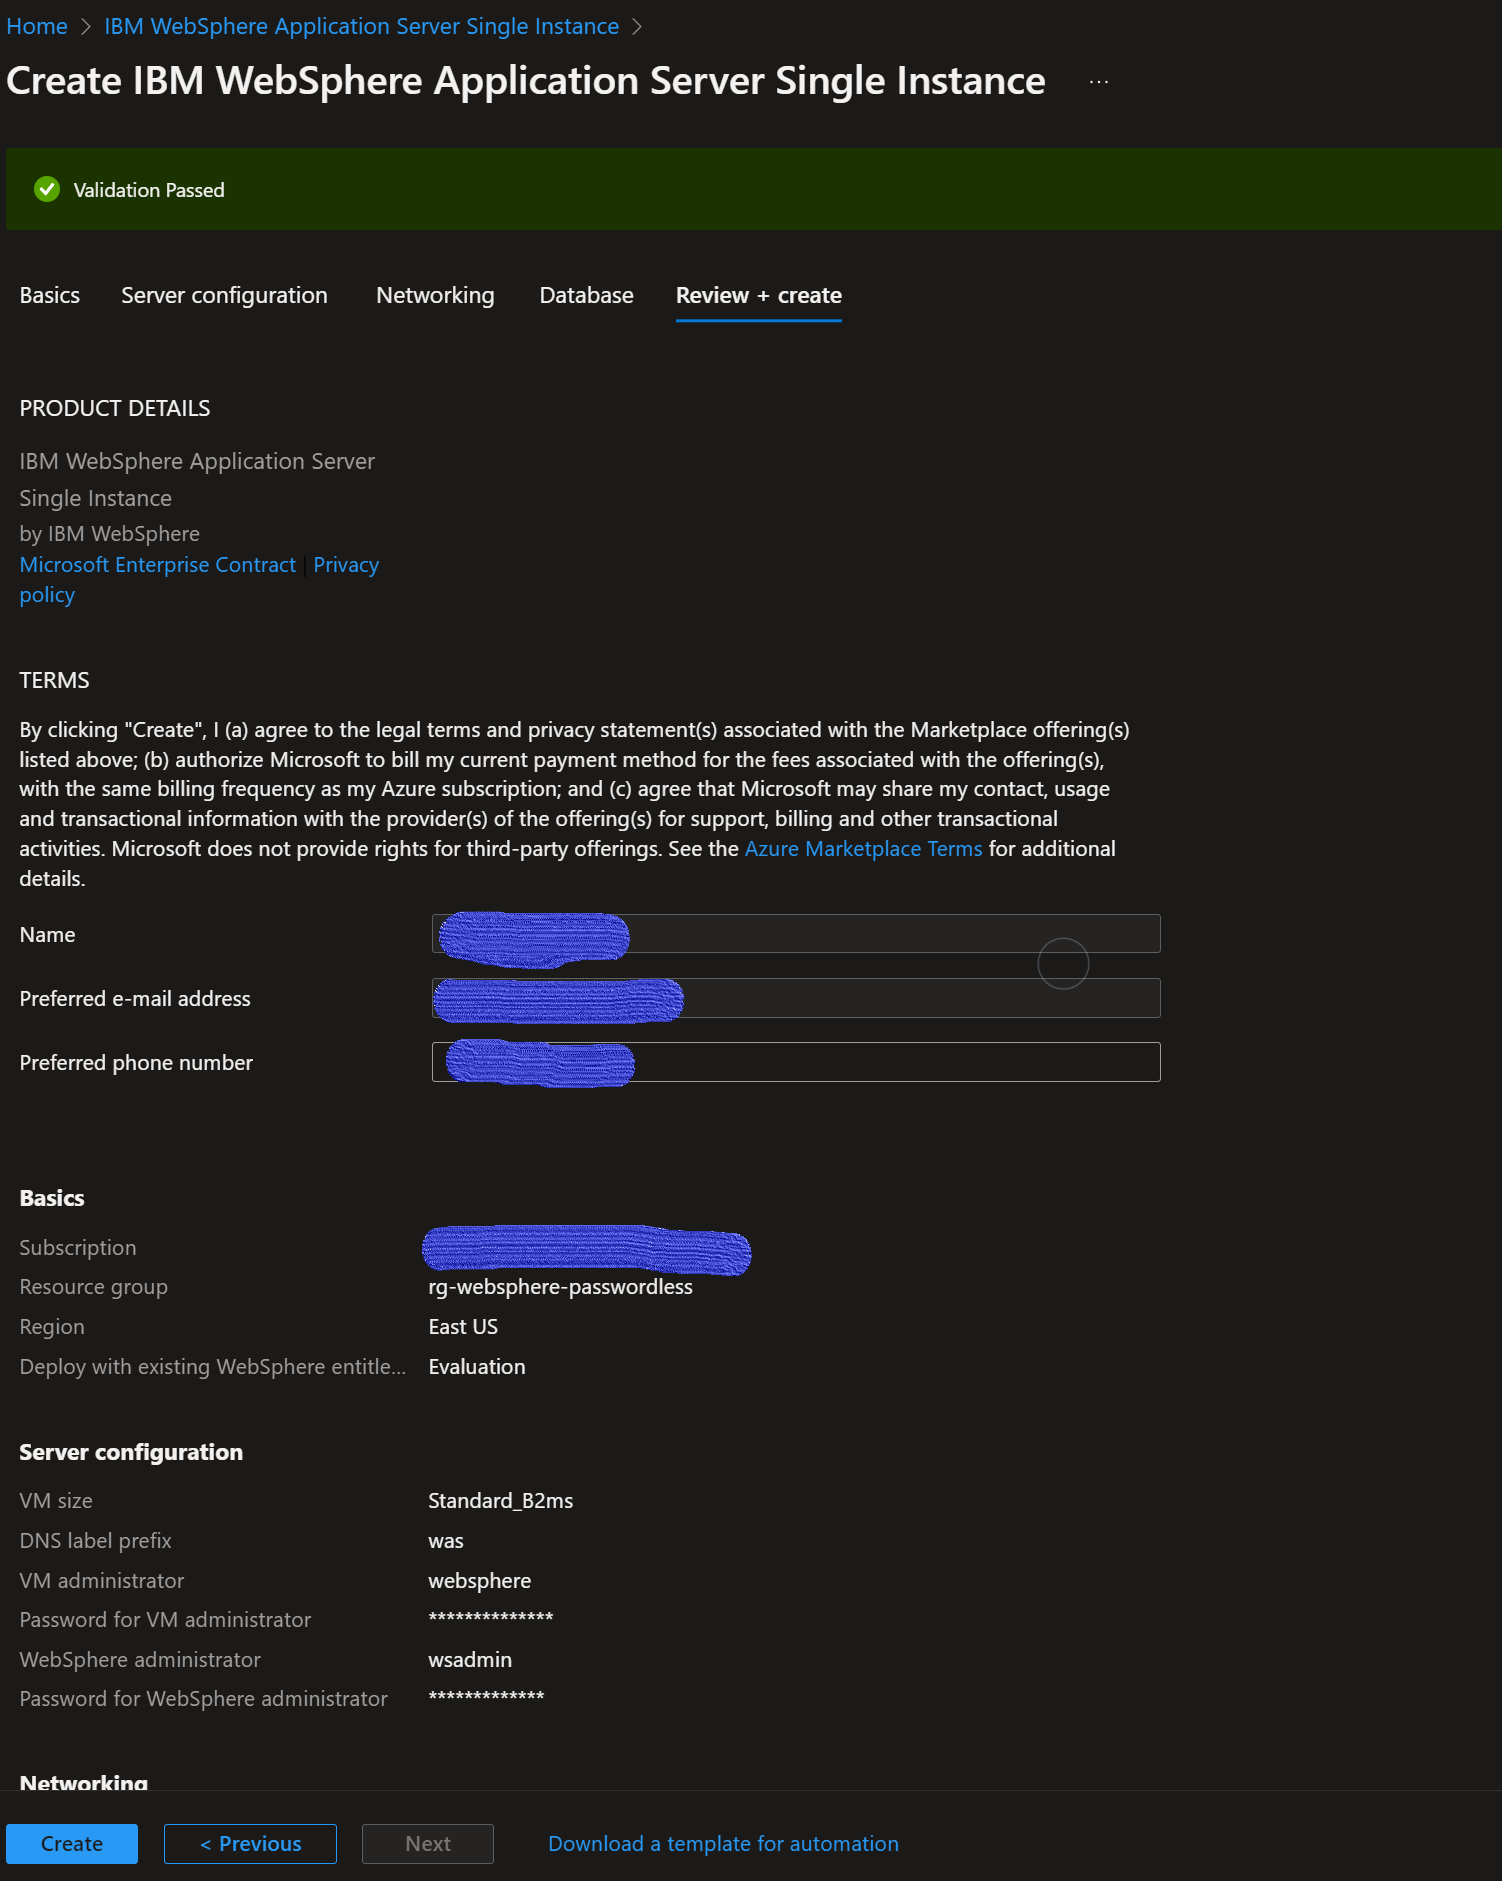 Home > IBM WebSphere Application Server Single Instance >
Create IBM WebSphere Application Server Single Instance ...
Validation Passed
Basics Server configuration Networking Database Review + create
PRODUCT DETAILS
IBM WebSphere Application Server
Single Instance
by IBM WebSphere
Microsoft Enterprise Contract | Privacy
policy
TERMS
By clicking "Create", I (a) agree to the legal terms and privacy statement(s) associated with the Marketplace offering(s)
listed above; (b) authorize Microsoft to bill my current payment method for the fees associated with the offering(s),
with the same billing frequency as my Azure subscription; and (c) agree that Microsoft may share my contact, usage
and transactional information with the provider(s) of the offering(s) for support, billing and other transactional
activities. Microsoft does not provide rights for third-party offerings. See the Azure Marketplace Terms for additional
details.
Name
Preferred e-mail address
Preferred phone number
Basics
Subscription
Resource group rg-websphere-passwordless
Region East US
Deploy with existing WebSphere entitle... Evaluation
Server configuration
VM size Standard_B2ms
DNS label prefix was
VM administrator websphere
Password for VM administrator **************
WebSphere administrator wsadmin
Password for WebSphere administrator *************
Networking
Create < Previous Next Download a template for automation